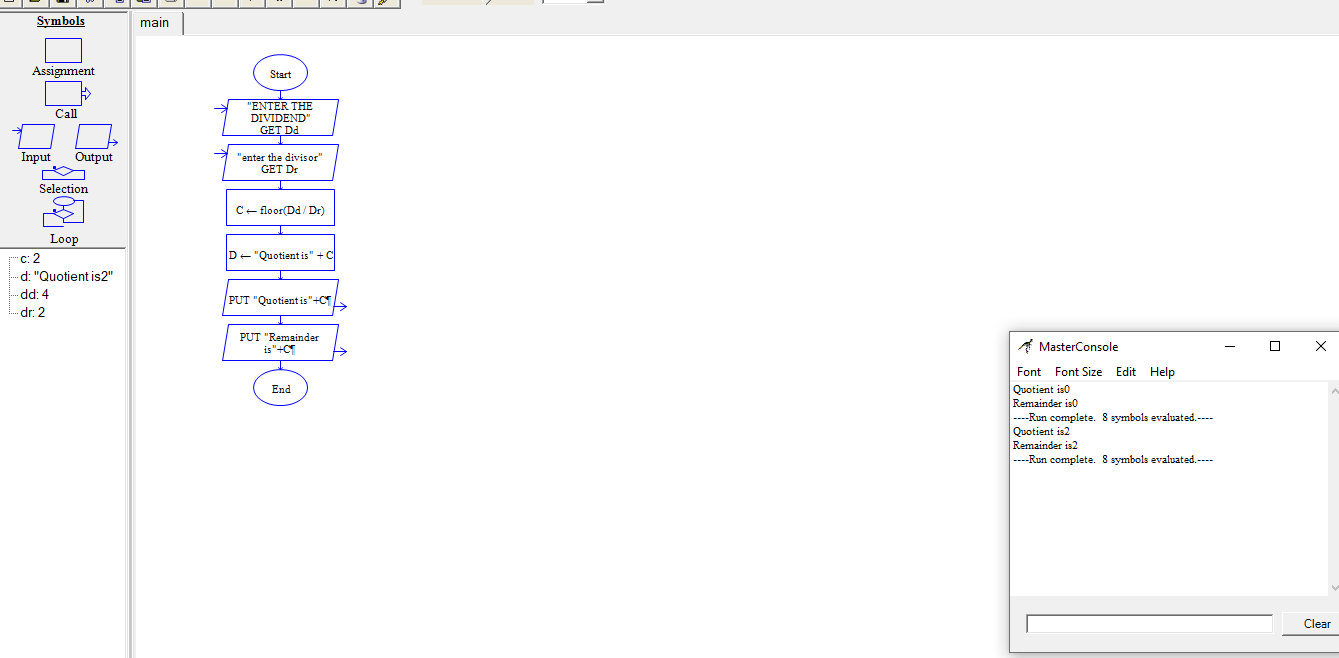 Symbols
Assignment
Call
Input Output
Selection
Loop
c: 2
d: "Quotient is2"
dd: 4
dr: 2
main
Start
"ENTER THE
DIVIDEND"
GET Dd
"enter the divisor"
GET Dr
C ← floor(Dd / Dr)
D ← "Quotient is" + C
PUT "Quotient is"+C¶
PUT "Remainder
is"+C¶
End
MasterConsole
Font Font Size Edit Help
Quotient is0
Remainder is0
----Run complete. 8 symbols evaluated.----
Quotient is2
Remainder is2
----Run complete. 8 symbols evaluated.----
Clear